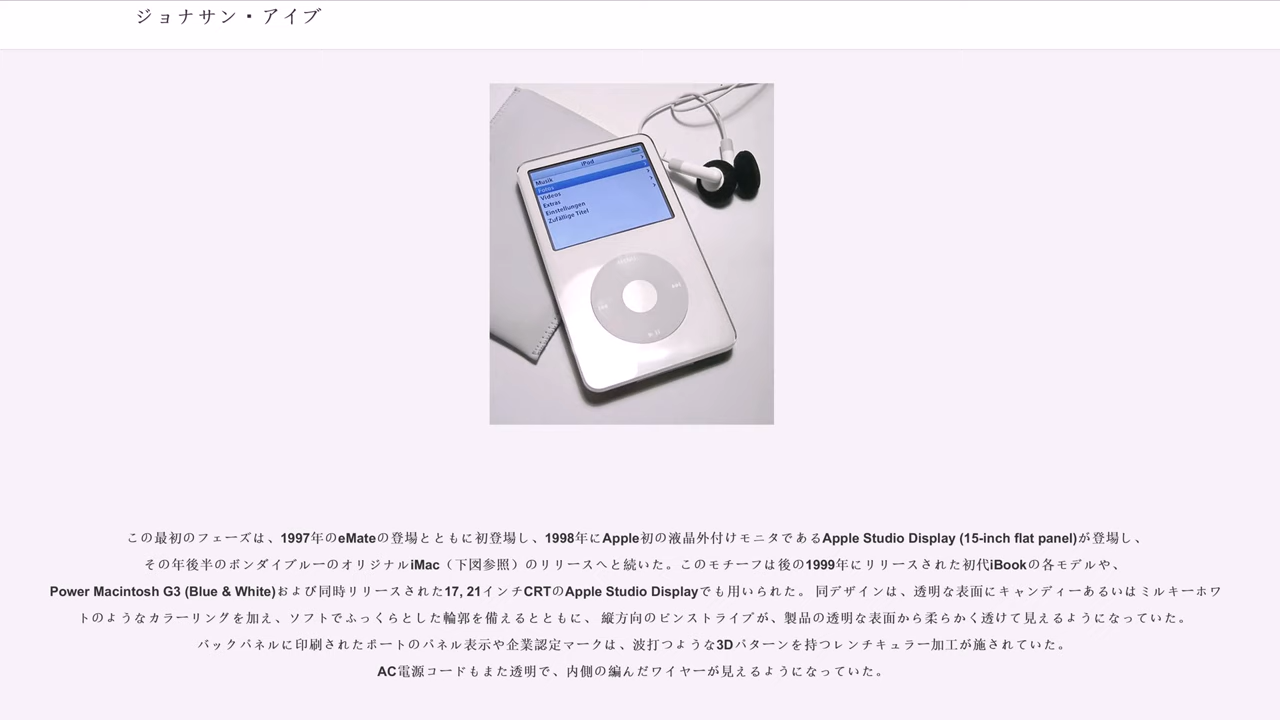 ジョナサン・アイブ
iPod
Musik
Fotos
Videos
Extras
Einstellungen
Zufällige Titel
この最初のフェーズは、1997年のeMateの登場とともに初登場し、1998年にApple初の液晶外付けモニタであるApple Studio Display (15-inch flat panel)が登場し、
その年後半のボンダイブルーのオリジナルiMac（下図参照）のリリースへと続いた。このモチーフは後の1999年にリリースされた初代iBookの各モデルや、
Power Macintosh G3 (Blue & White)および同時リリースされた17, 21インチCRTのApple Studio Displayでも用いられた。 同デザインは、透明な表面にキャンディーあるいはミルキーホワ
トのようなカラーリングを加え、ソフトでふっくらとした輪郭を備えるとともに、 縦方向のピンストライプが、製品の透明な表面から柔らかく透けて見えるようになっていた。
バックパネルに印刷されたポートのパネル表示や企業認定マークは、波打つような3Dパターンを持つレンチキュラー加工が施されていた。
AC電源コードもまた透明で、内側の編んだワイヤーが見えるようになっていた。